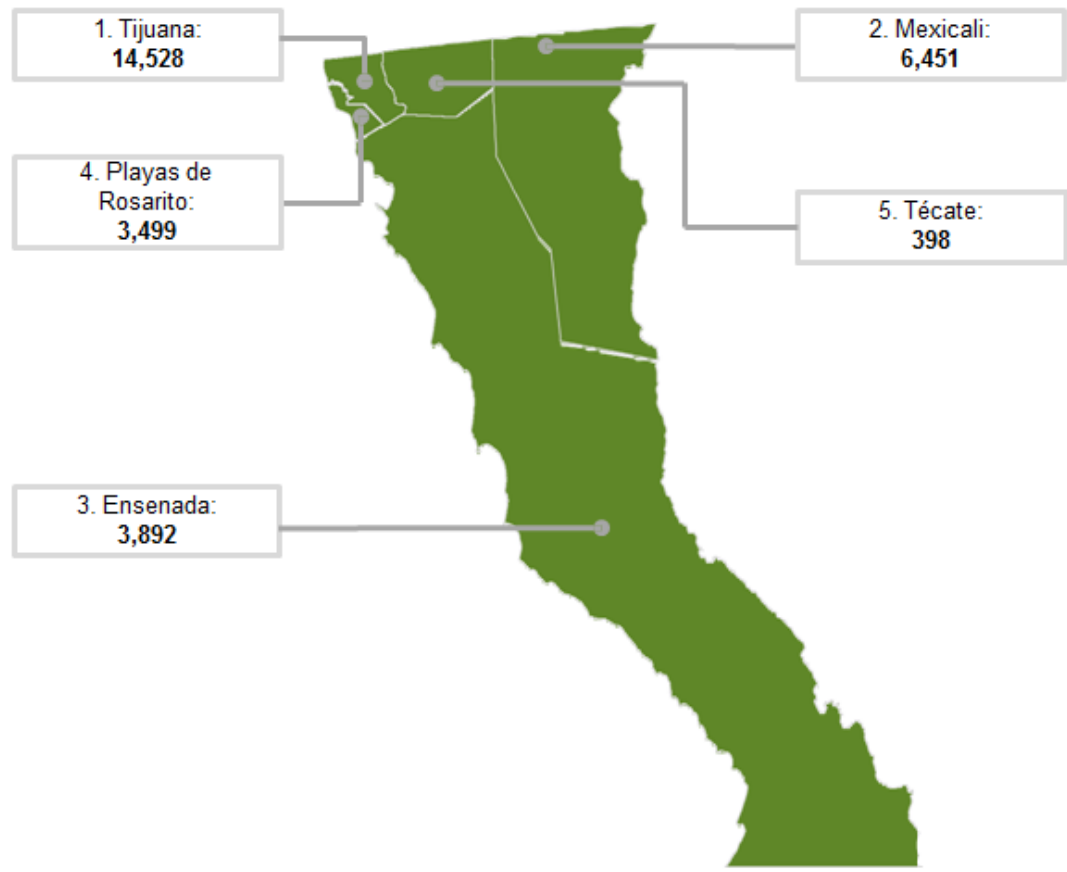 1. Tijuana:
14,528
2. Mexicali:
6,451
4. Playas de
Rosarito:
3,499
5. Técate:
398
3. Ensenada:
3,892